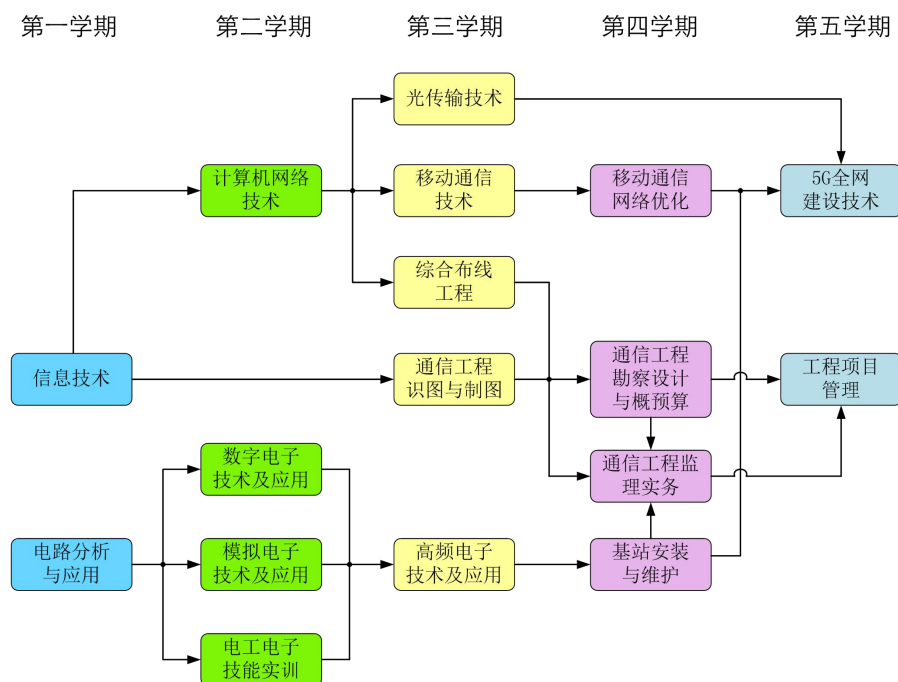 第一学期
第二学期
第三学期
第四学期
第五学期
光传输技术
计算机网络
技术
移动通信
技术
移动通信
网络优化
5G全网
建设技术
综合布线
工程
信息技术
通信工程
识图与制图
通信工程
勘察设计
与概预算
工程项目
管理
数字电子
技术及应用
通信工程监
理实务
电路分析
与应用
模拟电子
技术及应用
高频电子
技术及应用
基站安装
与维护
电工电子
技能实训